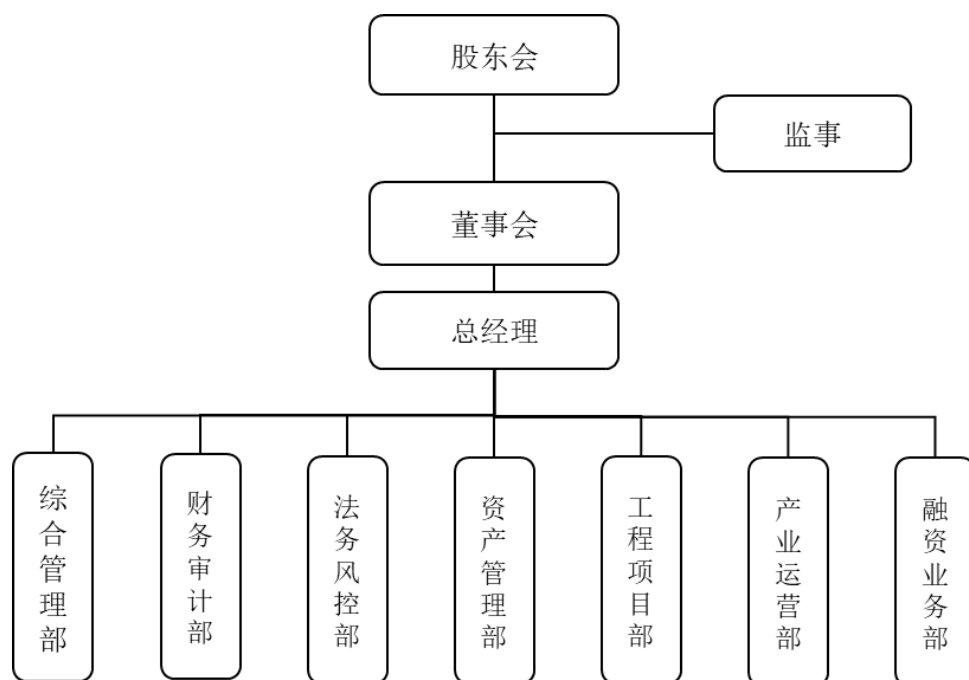 股东会
监事
董事会
总经理
综合管理部
财务审计部
法务风控部
资产管理部
工程项目部
产业运营部
融资业务部